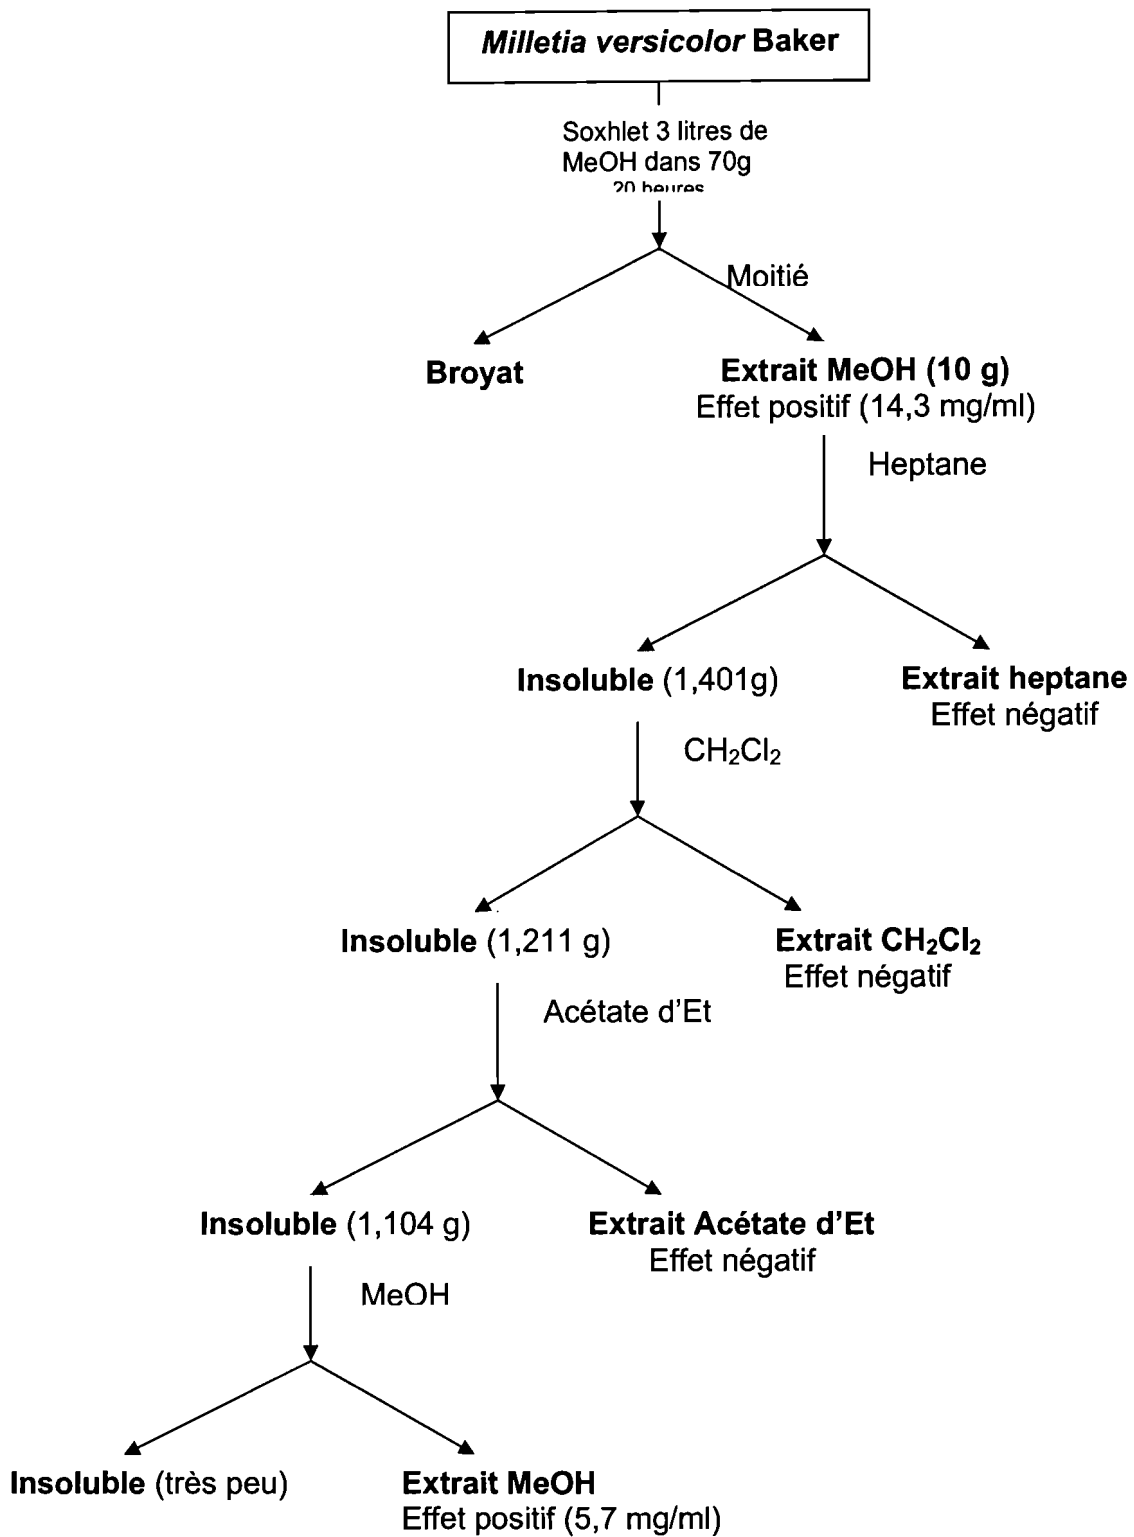 Milletia versicolor Baker
Soxhlet 3 litres de
MeOH dans 70g
20 heures
Moitié
Broyat
Extrait MeOH (10 g)
Effet positif (14,3 mg/ml)
Heptane
Insoluble (1,401g)
Extrait heptane
Effet négatif
CH₂Cl₂
Insoluble (1,211 g)
Extrait CH₂Cl₂
Effet négatif
Acétate d'Et
Insoluble (1,104 g)
Extrait Acétate d'Et
Effet négatif
MeOH
Insoluble (très peu)
Extrait MeOH
Effet positif (5,7 mg/ml)